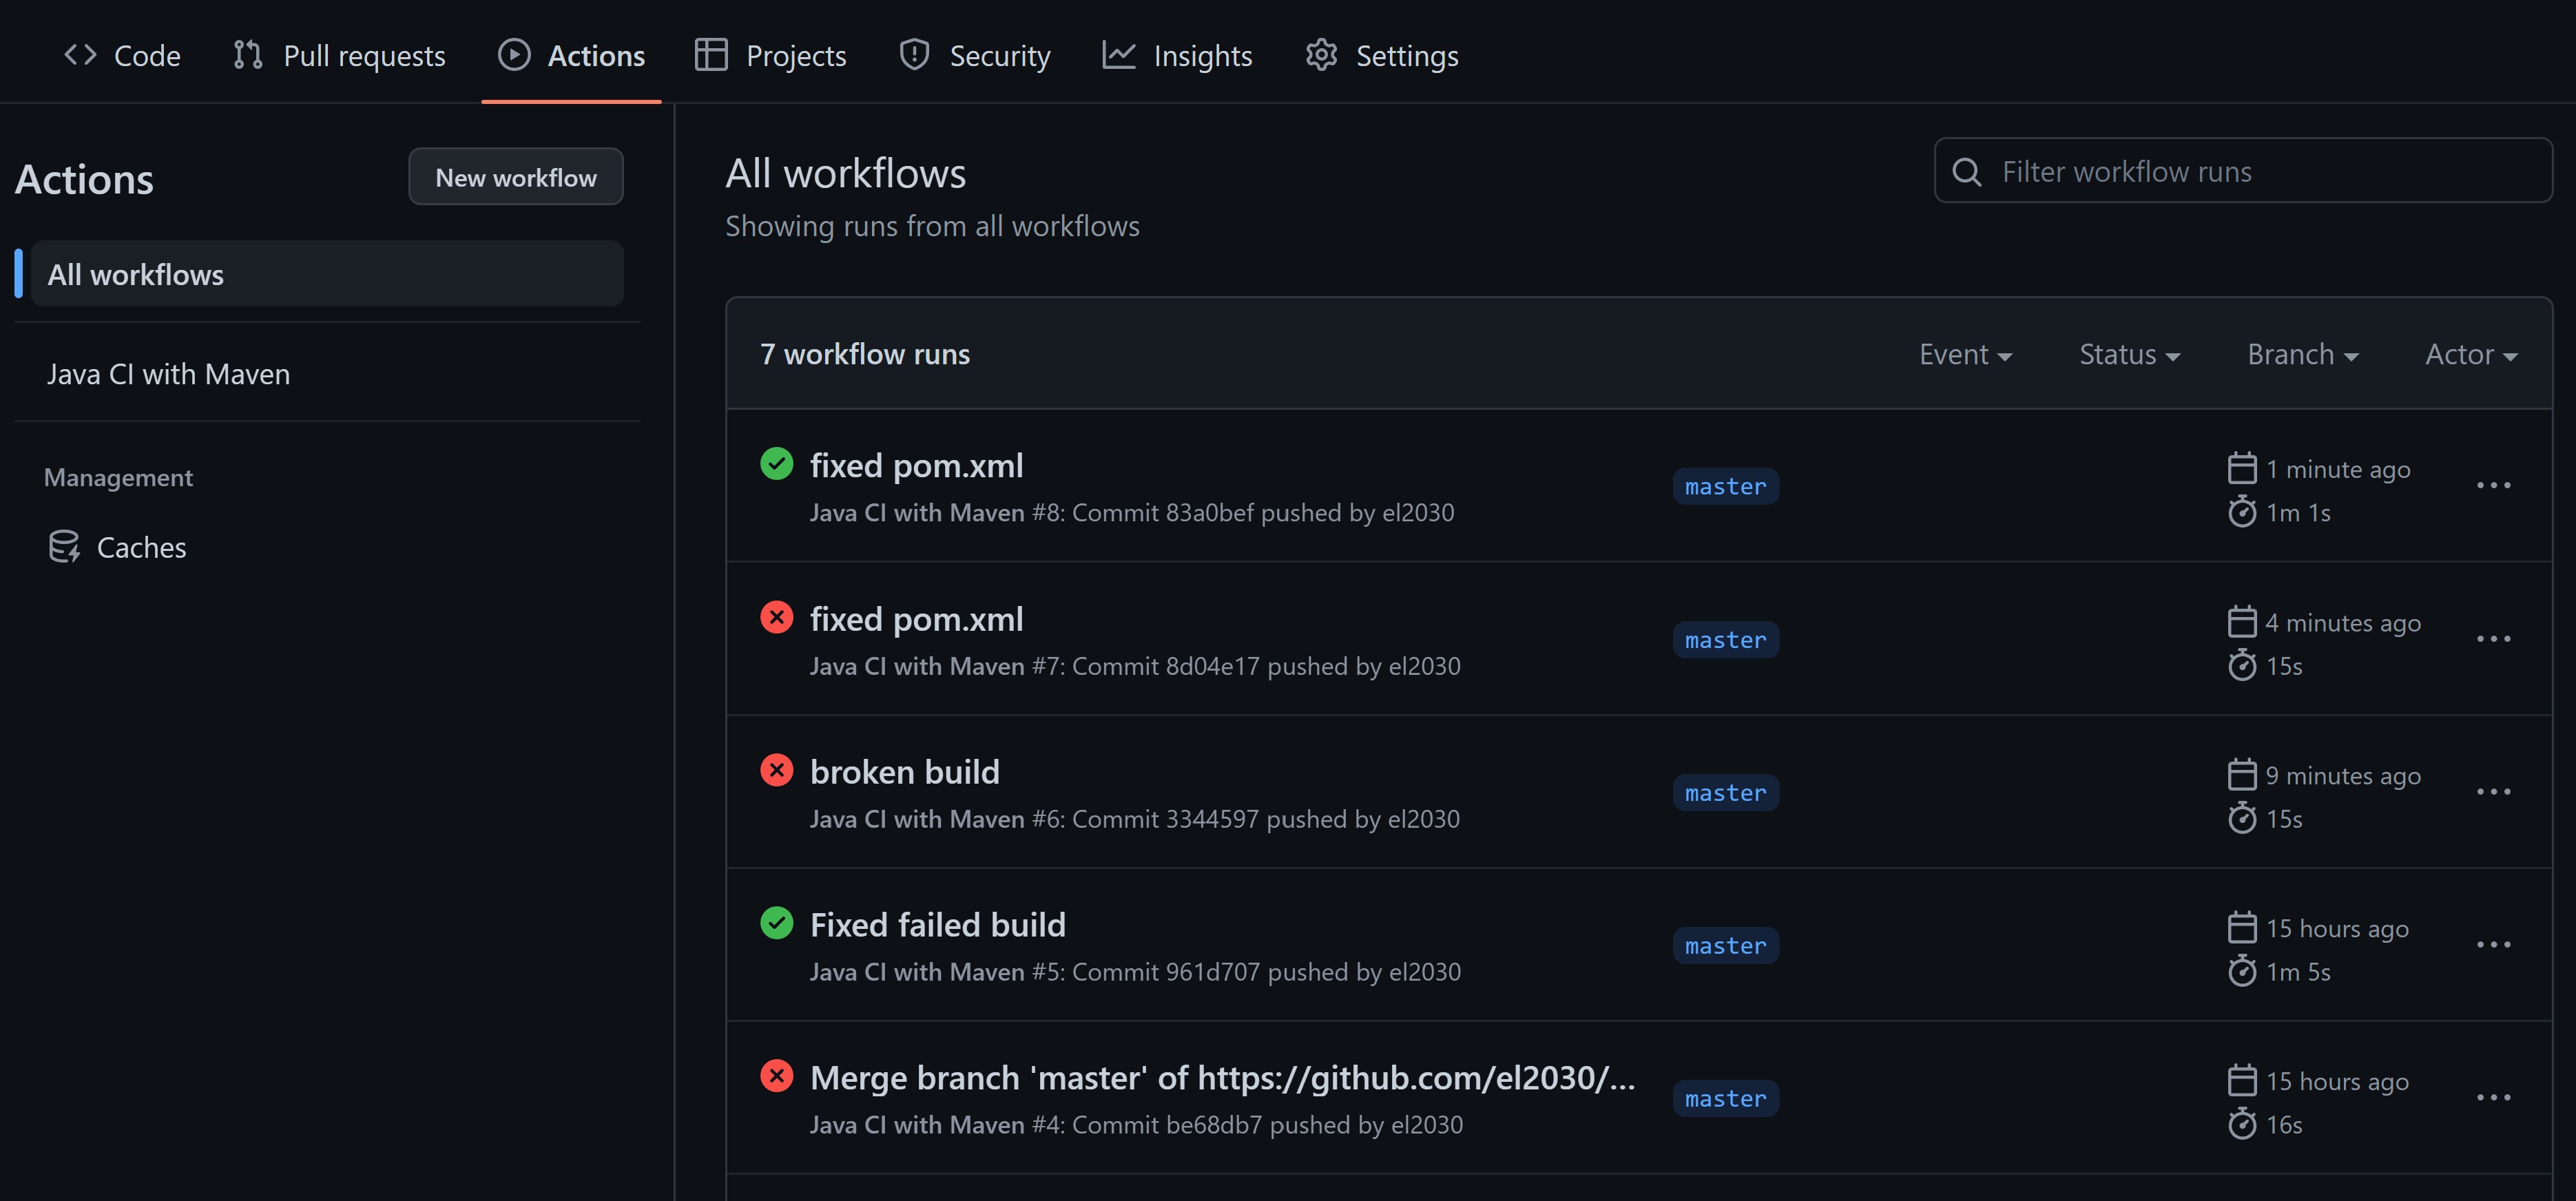 Code Pull requests Actions Projects Security Insights Settings
Actions
New workflow
All workflows
Java CI with Maven
Management
Caches
All workflows
Showing runs from all workflows
Filter workflow runs
7 workflow runs
Event Status Branch Actor
fixed pom.xml
Java CI with Maven #8: Commit 83a0bef pushed by el2030
master
1 minute ago
1m 1s
fixed pom.xml
Java CI with Maven #7: Commit 8d04e17 pushed by el2030
master
4 minutes ago
15s
broken build
Java CI with Maven #6: Commit 3344597 pushed by el2030
master
9 minutes ago
15s
Fixed failed build
Java CI with Maven #5: Commit 961d707 pushed by el2030
master
15 hours ago
1m 5s
Merge branch 'master' of https://github.com/el2030/...
Java CI with Maven #4: Commit be68db7 pushed by el2030
master
15 hours ago
16s